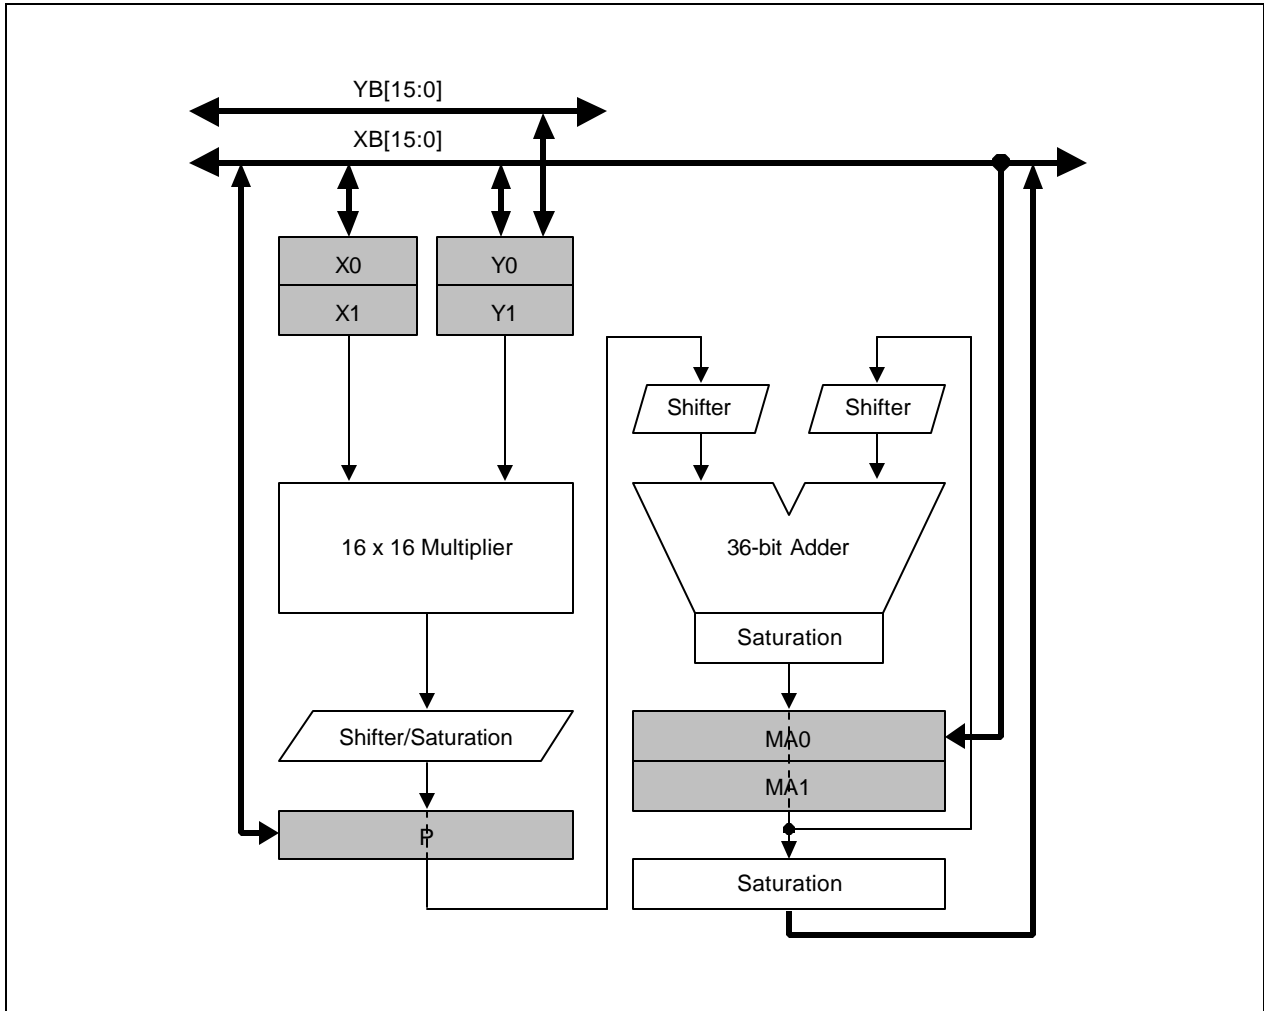 YB[15:0]
XB[15:0]
X0
Y0
X1
Y1
Shifter
Shifter
16 x 16 Multiplier
36-bit Adder
Saturation
Shifter/Saturation
MA0
MA1
P
Saturation